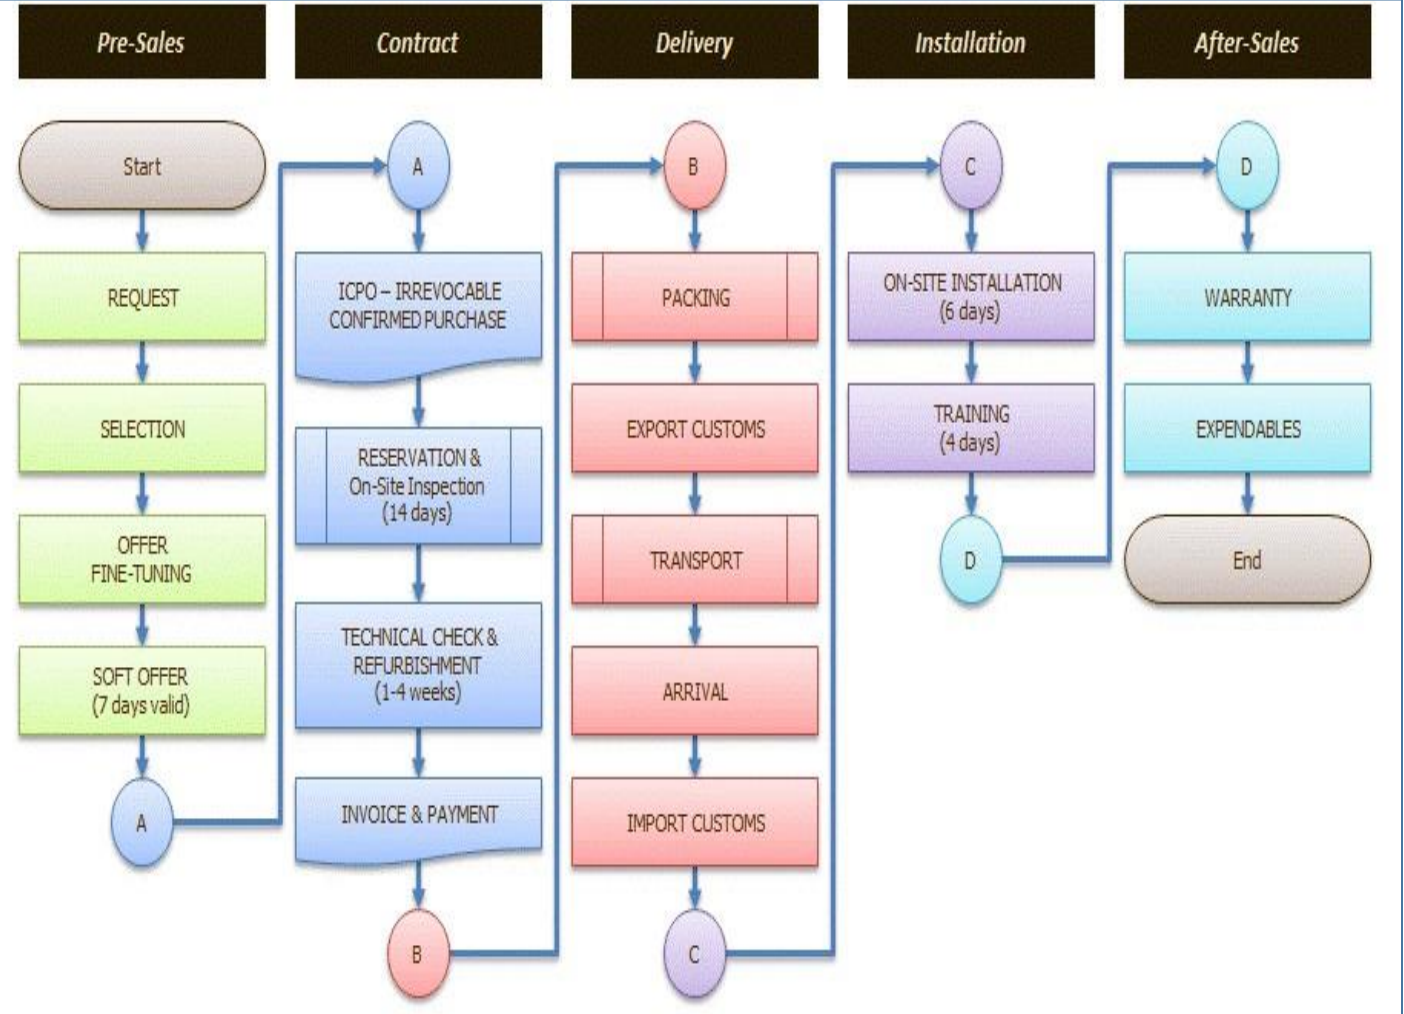 Pre-Sales
Contract
Delivery
Installation
After-Sales
Start
REQUEST
SELECTION
OFFER
FINE-TUNING
SOFT OFFER
(7 days valid)
A
A
ICPO – IRREVOCABLE
CONFIRMED PURCHASE
RESERVATION &
On-Site Inspection
(14 days)
TECHNICAL CHECK &
REFURBISHMENT
(1-4 weeks)
INVOICE & PAYMENT
B
B
PACKING
EXPORT CUSTOMS
TRANSPORT
ARRIVAL
IMPORT CUSTOMS
C
C
ON-SITE INSTALLATION
(6 days)
TRAINING
(4 days)
D
D
WARRANTY
EXPENDABLES
End